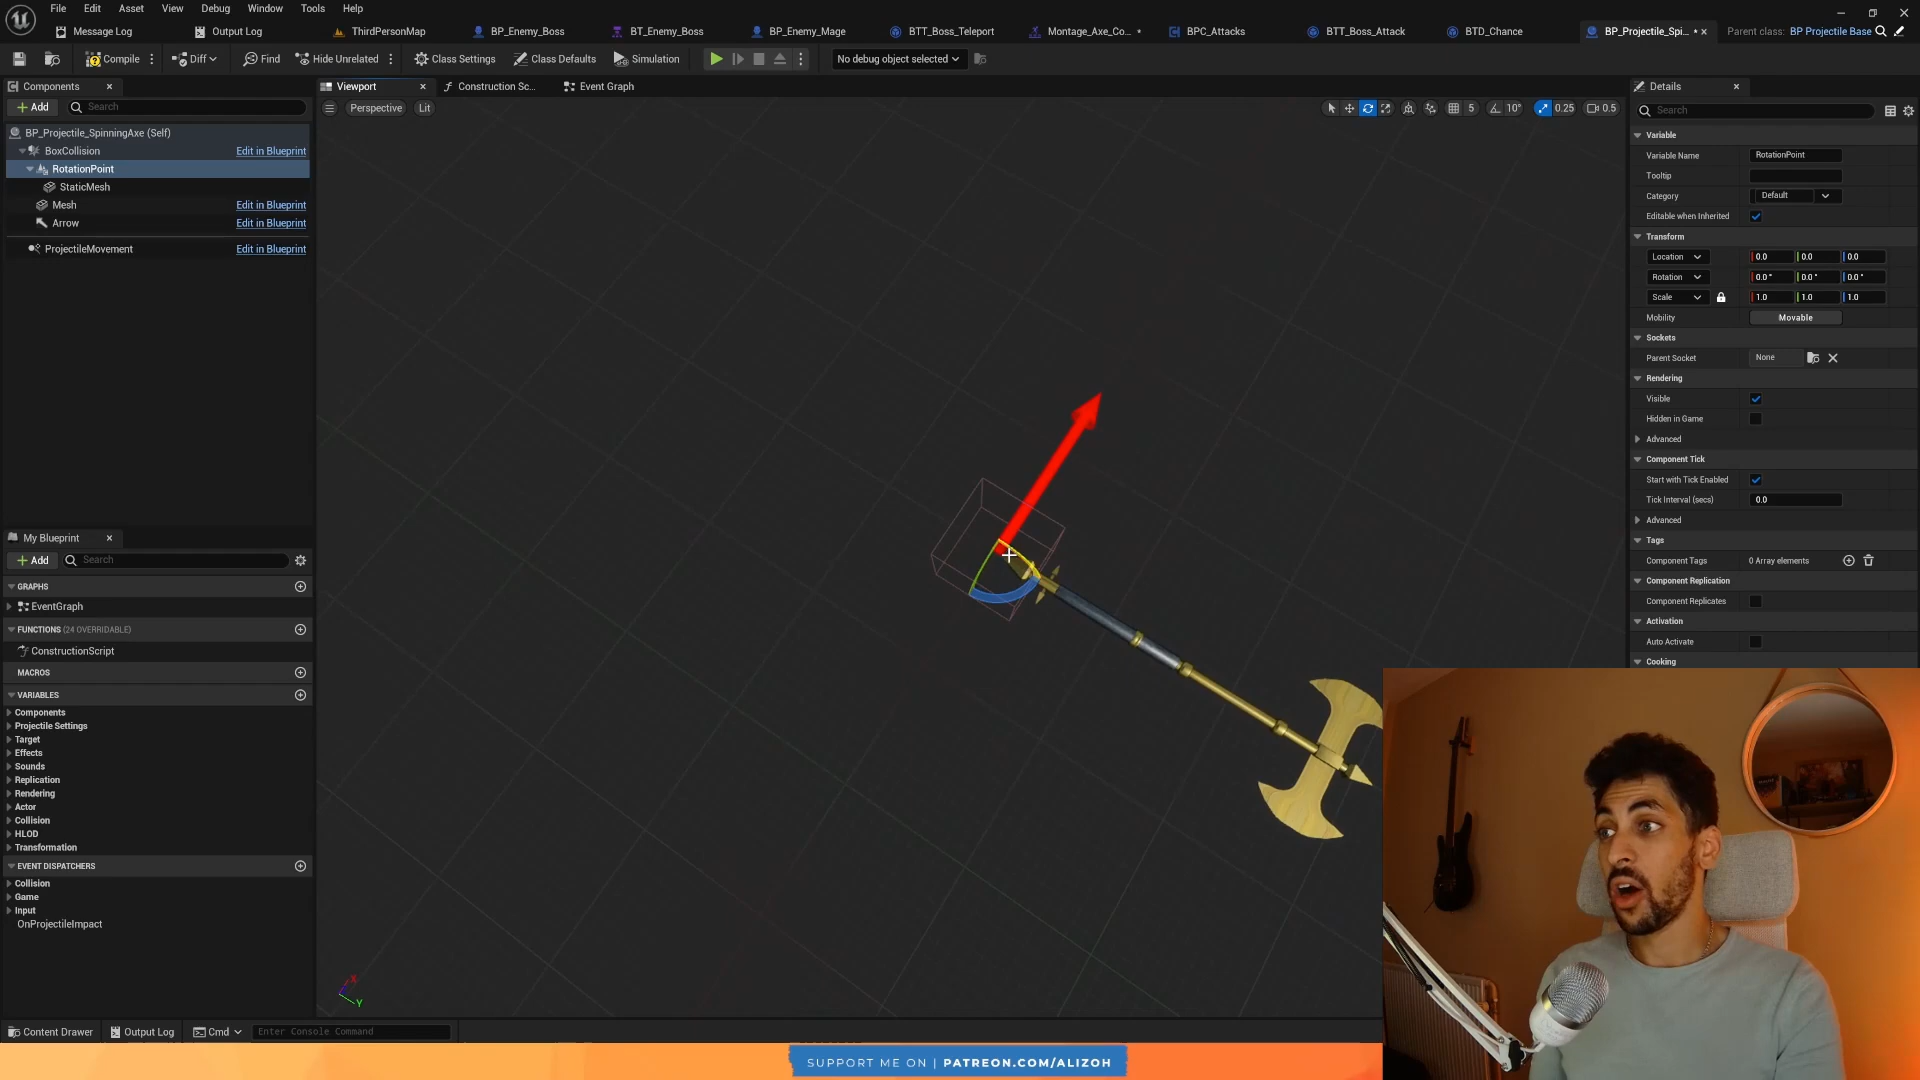 File Edit Asset View Debug Window Tools Help
Message Log Output Log ThirdPersonMap BP_Enemy_Boss BT_Enemy_Boss BP_Enemy_Mage BTT_Boss_Teleport Montage_Axe_Co... • BPC_Attacks BTT_Boss_Attack BTD_Chance BP_Projectile_Spi... • Parent class: BP Projectile Base
Compile Diff Find Hide Unrelated Class Settings Class Defaults Simulation No debug object selected
Components Viewport Construction Sc... Event Graph Details
+ Add Search Perspective Lit 5 10° 0.25 0.5 Search
BP_Projectile_SpinningAxe (Self)
BoxCollision Edit in Blueprint
RotationPoint
StaticMesh
Mesh Edit in Blueprint
Arrow Edit in Blueprint
ProjectileMovement Edit in Blueprint
My Blueprint
+ Add Search
GRAPHS
EventGraph
FUNCTIONS (24 OVERRIDABLE)
ConstructionScript
MACROS
VARIABLES
Components
Projectile Settings
Target
Effects
Sounds
Replication
Rendering
Actor
Collision
HLOD
Transformation
EVENT DISPATCHERS
Collision
Game
Input
OnProjectileImpact
X
Y
Variable
Variable Name RotationPoint
Tooltip
Category Default
Editable when Inherited
Transform
Location 0.0 0.0 0.0
Rotation 0.0 ° 0.0 ° 0.0 °
Scale 1.0 1.0 1.0
Mobility Movable
Sockets
Parent Socket None
Rendering
Visible
Hidden in Game
Advanced
Component Tick
Start with Tick Enabled
Tick Interval (secs) 0.0
Advanced
Tags
Component Tags 0 Array elements
Component Replication
Component Replicates
Activation
Auto Activate
Cooking
Content Drawer Output Log Cmd Enter Console Command
SUPPORT ME ON | PATREON.COM/ALIZOH